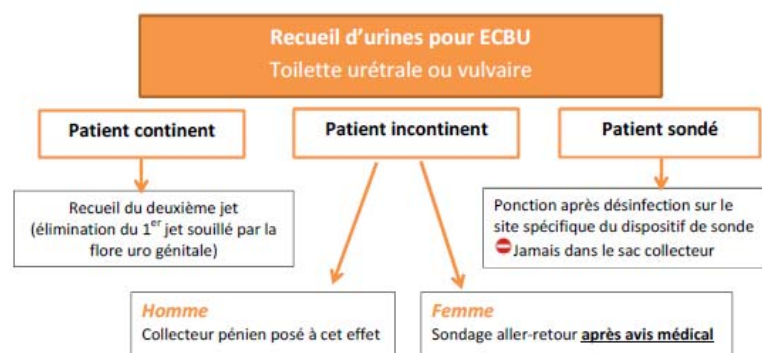 Recueil d'urines pour ECBU
Toilette urétrale ou vulvaire
Patient continent
Patient incontinent
Patient sondé
Recueil du deuxième jet
(élimination du 1er jet souillé par la
flore uro génitale)
Ponction après désinfection sur le
site spécifique du dispositif de sonde
Jamais dans le sac collecteur
Homme
Collecteur pénien posé à cet effet
Femme
Sondage aller-retour après avis médical